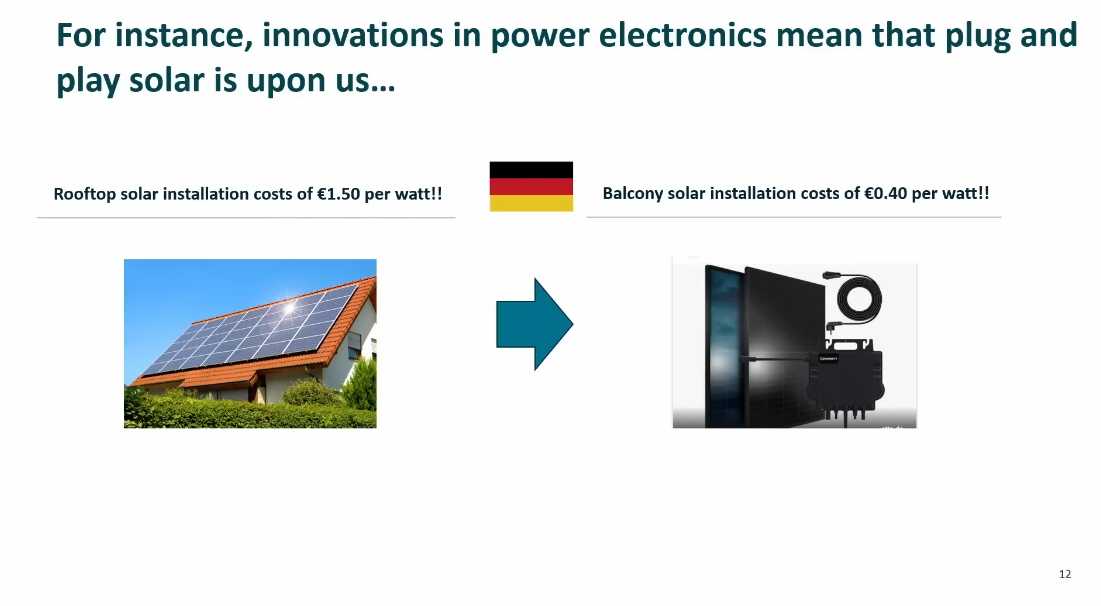 For instance, innovations in power electronics mean that plug and
play solar is upon us...
Rooftop solar installation costs of €1.50 per watt!!
Balcony solar installation costs of €0.40 per watt!!
12